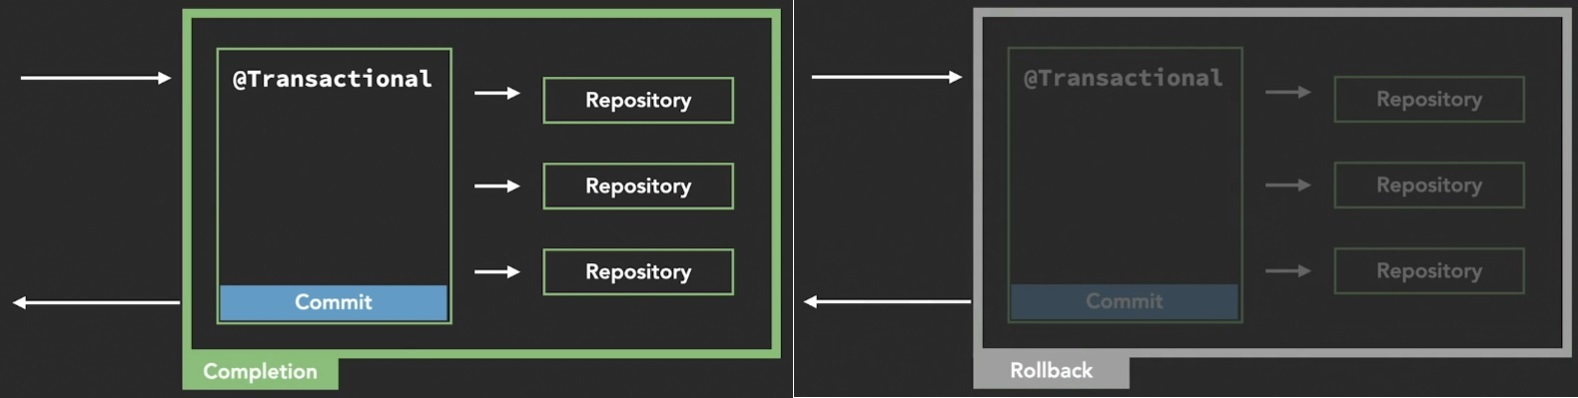 @Transactional
Repository
Repository
Repository
Commit
Completion
@Transactional
Repository
Repository
Repository
Commit
Rollback